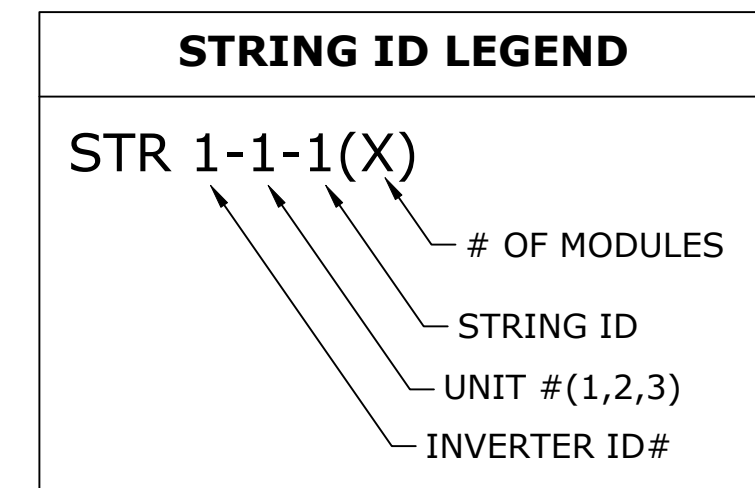 STRING ID LEGEND
STR 1-1-1(X)
# OF MODULES
STRING ID
UNIT #(1,2,3)
INVERTER ID#